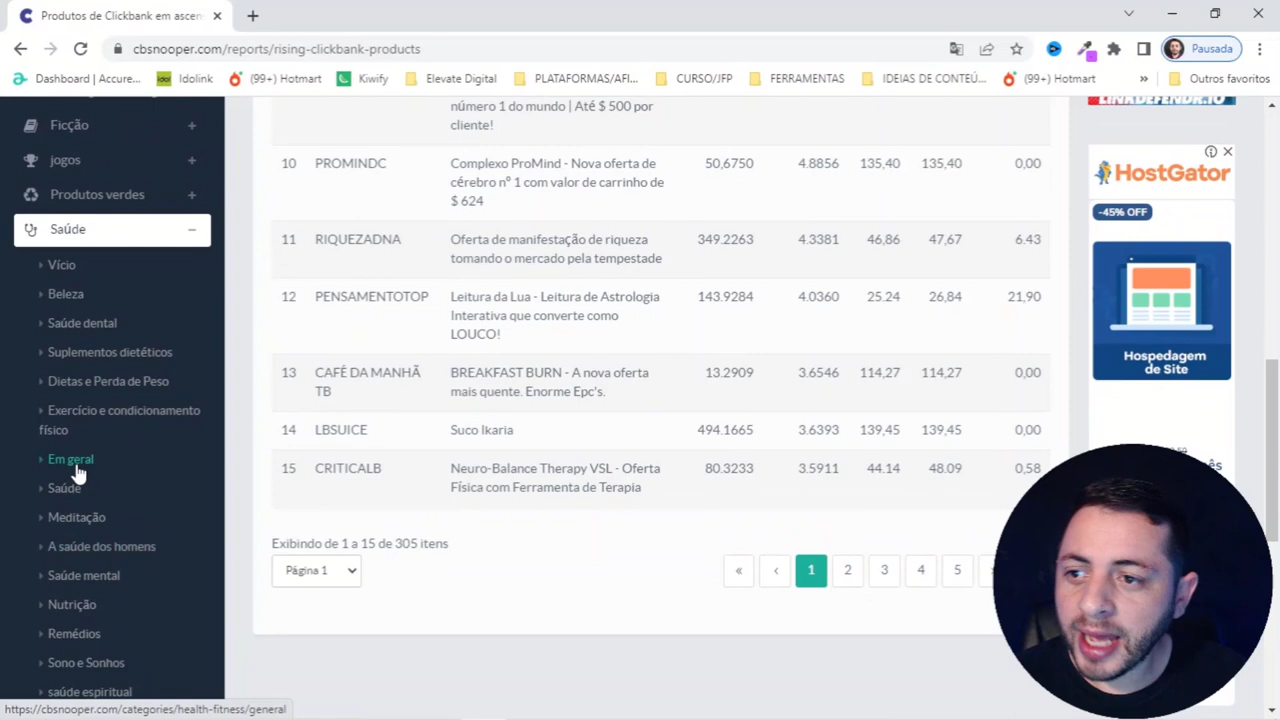 Produtos de Clickbank em ascens
cbsnooper.com/reports/rising-clickbank-products
Pausada
Dashboard | Accure...
Idolink
(99+) Hotmart
Kiwify
Elevate Digital
PLATAFORMAS/AFI...
CURSO/JFP
FERRAMENTAS
IDEIAS DE CONTEÚ...
(99+) Hotmart
»
Outros favoritos
Ficção +
jogos +
Produtos verdes +
Saúde −
Vício
Beleza
Saúde dental
Suplementos dietéticos
Dietas e Perda de Peso
Exercício e condicionamento
físico
Em geral
Saúde
Meditação
A saúde dos homens
Saúde mental
Nutrição
Remédios
Sono e Sonhos
saúde espiritual
https://cbsnooper.com/categories/health-fitness/general
número 1 do mundo | Até $ 500 por
cliente!
10 PROMINDC Complexo ProMind - Nova oferta de 50,6750 4.8856 135,40 135,40 0,00
cérebro nº 1 com valor de carrinho de
$ 624
11 RIQUEZADNA Oferta de manifestação de riqueza 349.2263 4.3381 46,86 47,67 6.43
tomando o mercado pela tempestade
12 PENSAMENTOTOP Leitura da Lua - Leitura de Astrologia 143.9284 4.0360 25.24 26,84 21,90
Interativa que converte como
LOUCO!
13 CAFÉ DA MANHÃ BREAKFAST BURN - A nova oferta 13.2909 3.6546 114,27 114,27 0,00
TB mais quente. Enorme Epc's.
14 LBSUICE Suco Ikaria 494.1665 3.6393 139,45 139,45 0,00
15 CRITICALB Neuro-Balance Therapy VSL - Oferta 80.3233 3.5911 44.14 48.09 0,58
Física com Ferramenta de Terapia
Exibindo de 1 a 15 de 305 itens
Página 1
« ‹ 1 2 3 4 5
LINKDEFENDR.IO
HostGator
-45% OFF
Hospedagem
de Site